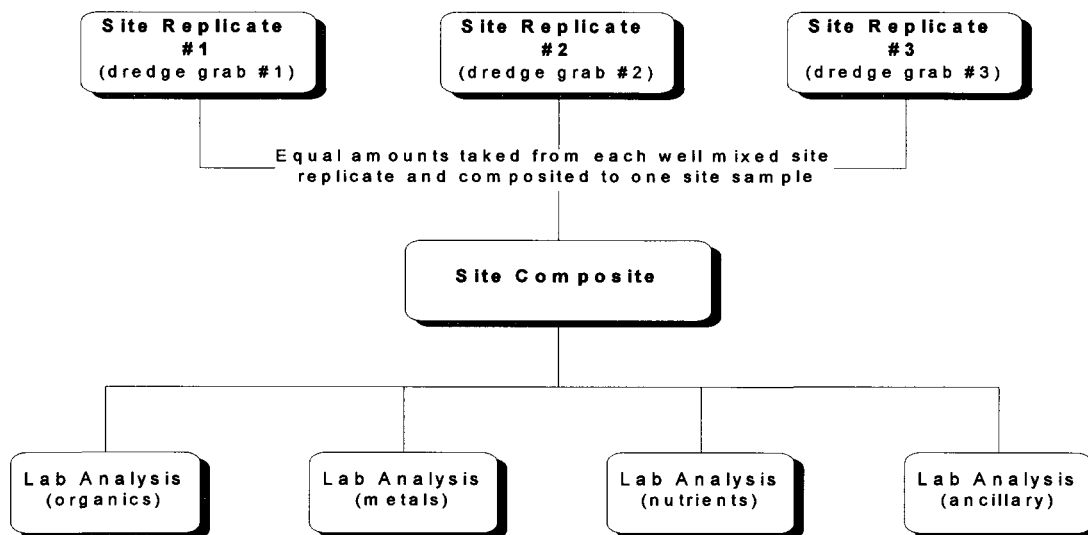 Site Replicate
#1
(dredge grab #1)
Site Replicate
#2
(dredge grab #2)
Site Replicate
#3
(dredge grab #3)
Equal amounts taked from each well mixed site
replicate and composited to one site sample
Site Composite
Lab Analysis
(organics)
Lab Analysis
(metals)
Lab Analysis
(nutrients)
Lab Analysis
(ancillary)